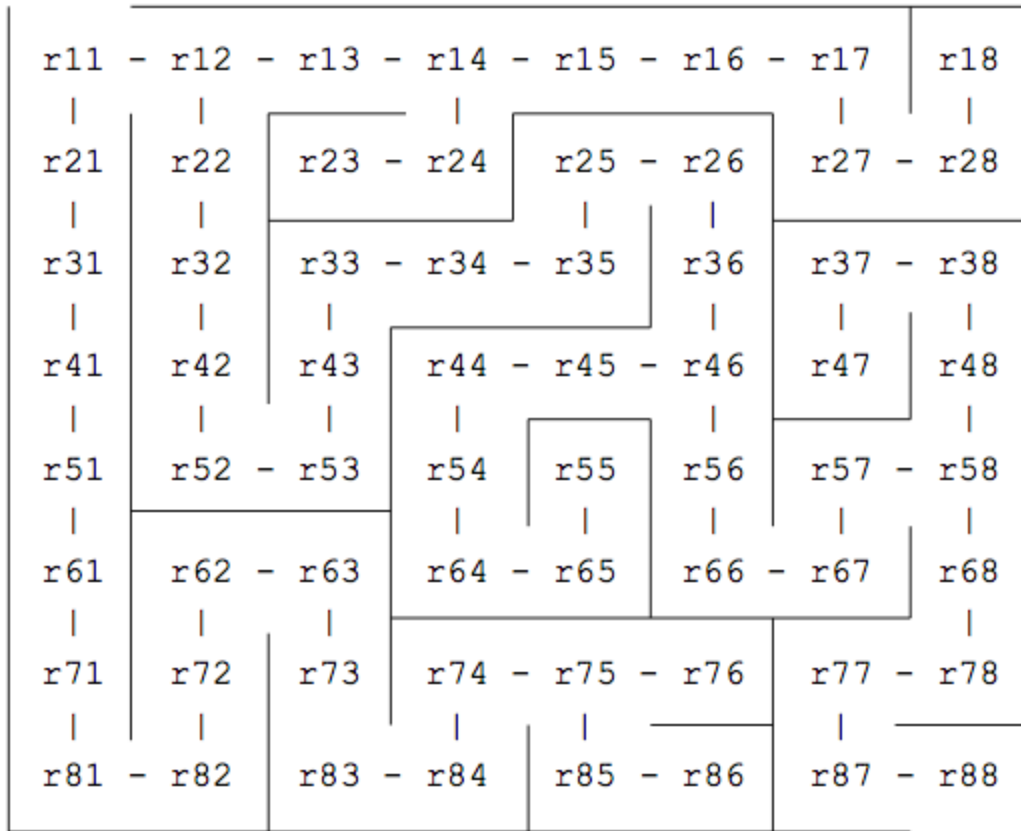 r11 - r12 - r13 - r14 - r15 - r16 - r17 r18
| | | | |
r21 r22 r23 - r24 r25 - r26 r27 - r28
| | | |
r31 r32 r33 - r34 - r35 r36 r37 - r38
| | | | | |
r41 r42 r43 r44 - r45 - r46 r47 r48
| | | | | |
r51 r52 - r53 r54 r55 r56 r57 - r58
| | | | | |
r61 r62 - r63 r64 - r65 r66 - r67 r68
| | | |
r71 r72 r73 r74 - r75 - r76 r77 - r78
| | | | |
r81 - r82 r83 - r84 r85 - r86 r87 - r88